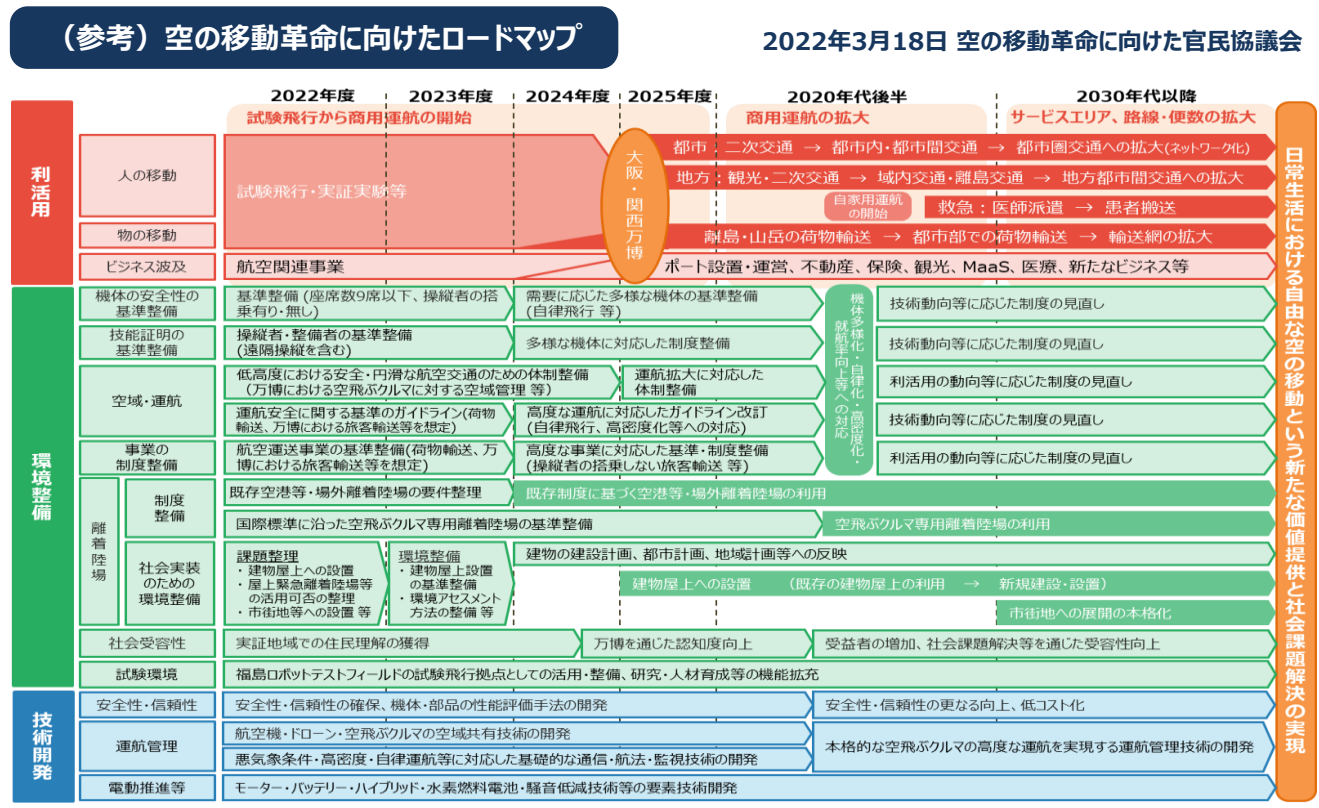 （参考）空の移動革命に向けたロードマップ
2022年3月18日 空の移動革命に向けた官民協議会
2022年度
2023年度
2024年度
2025年度
2020年代後半
2030年代以降
試験飛行から商用運航の開始
商用運航の拡大
サービスエリア、路線・便数の拡大
利活用
人の移動
試験飛行・実証実験等
大阪・関西万博
都市：二次交通 → 都市内・都市間交通 → 都市圏交通への拡大(ネットワーク化)
地方：観光・二次交通 → 域内交通・離島交通 → 地方都市間交通への拡大
自家用運航
の開始
救急：医師派遣 → 患者搬送
物の移動
離島・山岳の荷物輸送 → 都市部での荷物輸送 → 輸送網の拡大
ビジネス波及
航空関連事業
ポート設置・運営、不動産、保険、観光、MaaS、医療、新たなビジネス等
環境整備
機体の安全性の
基準整備
基準整備 (座席数9席以下、操縦者の搭
乗有り・無し)
需要に応じた多様な機体の基準整備
(自律飛行 等)
機体多様化・自律化・高密度化・
就航率向上等への対応
技術動向等に応じた制度の見直し
技能証明の
基準整備
操縦者・整備者の基準整備
(遠隔操縦を含む)
多様な機体に対応した制度整備
技術動向等に応じた制度の見直し
空域・運航
低高度における安全・円滑な航空交通のための体制整備
（万博における空飛ぶクルマに対する空域管理 等）
運航拡大に対応した
体制整備
利活用の動向等に応じた制度の見直し
運航安全に関する基準のガイドライン(荷物
輸送、万博における旅客輸送等を想定)
高度な運航に対応したガイドライン改訂
(自律飛行、高密度化等への対応)
技術動向等に応じた制度の見直し
事業の
制度整備
航空運送事業の基準整備(荷物輸送、万
博における旅客輸送等を想定)
高度な事業に対応した基準・制度整備
(操縦者の搭乗しない旅客輸送 等)
利活用の動向等に応じた制度の見直し
離着陸場
制度
整備
既存空港等・場外離着陸場の要件整理
既存制度に基づく空港等・場外離着陸場の利用
国際標準に沿った空飛ぶクルマ専用離着陸場の基準整備
空飛ぶクルマ専用離着陸場の利用
社会実装
のための
環境整備
課題整理
・建物屋上への設置
・屋上緊急離着陸場等
の活用可否の整理
・市街地等への設置 等
環境整備
・建物屋上設置
の基準整備
・環境アセスメント
方法の整備 等
建物の建設計画、都市計画、地域計画等への反映
建物屋上への設置 （既存の建物屋上の利用 → 新規建設・設置）
市街地への展開の本格化
社会受容性
実証地域での住民理解の獲得
万博を通じた認知度向上
受益者の増加、社会課題解決等を通じた受容性向上
試験環境
福島ロボットテストフィールドの試験飛行拠点としての活用・整備、研究・人材育成等の機能拡充
技術開発
安全性・信頼性
安全性・信頼性の確保、機体・部品の性能評価手法の開発
安全性・信頼性の更なる向上、低コスト化
運航管理
航空機・ドローン・空飛ぶクルマの空域共有技術の開発
悪気象条件・高密度・自律運航等に対応した基礎的な通信・航法・監視技術の開発
本格的な空飛ぶクルマの高度な運航を実現する運航管理技術の開発
電動推進等
モーター・バッテリー・ハイブリッド・水素燃料電池・騒音低減技術等の要素技術開発
日常生活における自由な空の移動という新たな価値提供と社会課題解決の実現